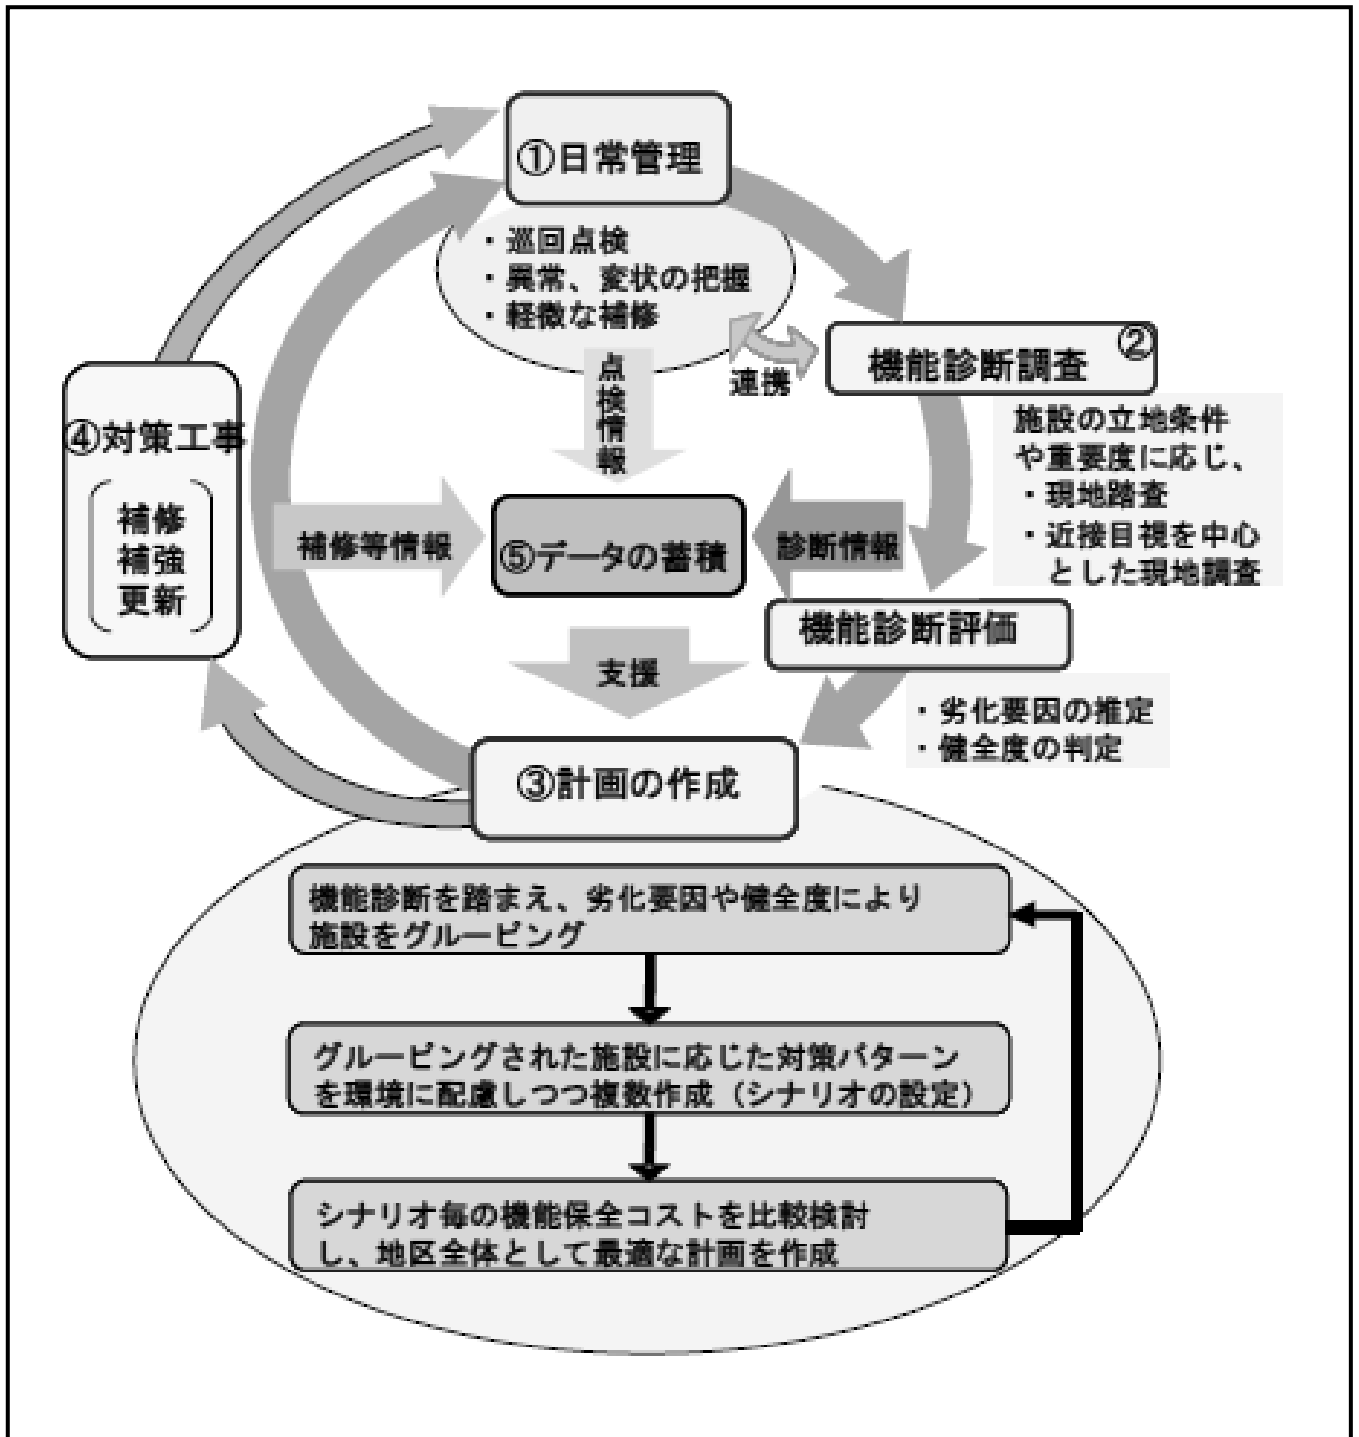 ①日常管理
・巡回点検
・異常、変状の把握
・軽微な補修
点検情報
連携
②
機能診断調査
施設の立地条件
や重要度に応じ、
・現地踏査
・近接目視を中心
とした現地調査
④対策工事
補修
補強
更新
補修等情報
⑤データの蓄積
診断情報
機能診断評価
・劣化要因の推定
・健全度の判定
支援
③計画の作成
機能診断を踏まえ、劣化要因や健全度により
施設をグルーピング
グルーピングされた施設に応じた対策パターン
を環境に配慮しつつ複数作成（シナリオの設定）
シナリオ毎の機能保全コストを比較検討
し、地区全体として最適な計画を作成